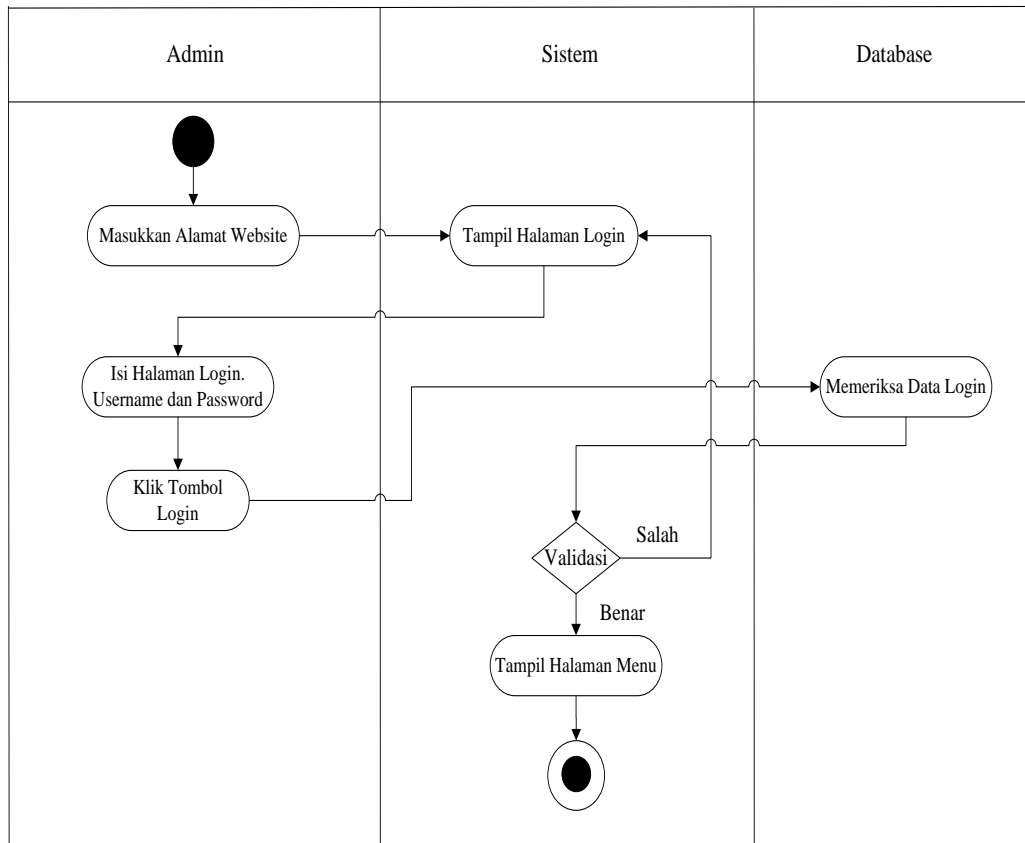 Admin
Sistem
Database
Masukkan Alamat Website
Tampil Halaman Login
Isi Halaman Login.
Username dan Password
Memeriksa Data Login
Klik Tombol
Login
Salah
Validasi
Benar
Tampil Halaman Menu